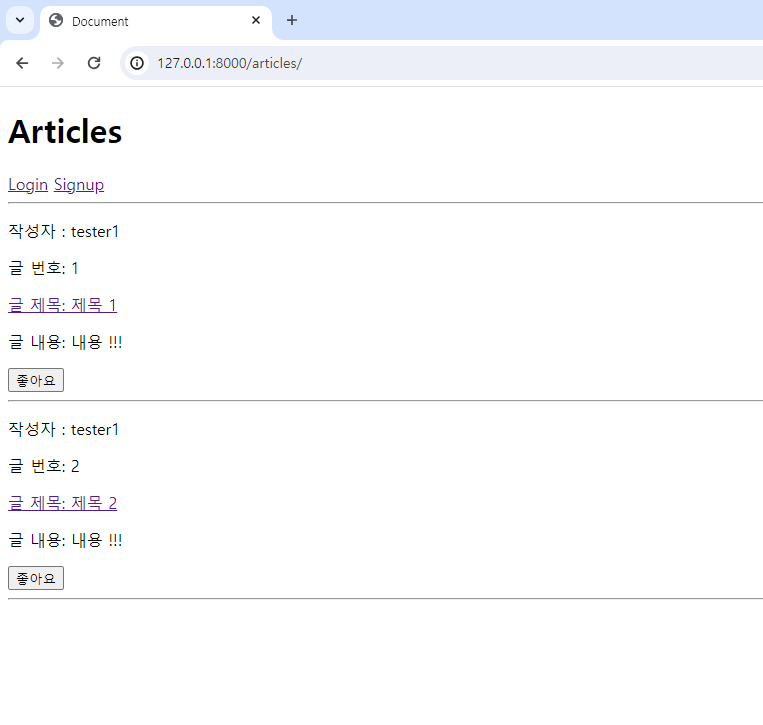 Document
127.0.0.1:8000/articles/
Articles
Login Signup
작성자 : tester1
글 번호: 1
글 제목: 제목 1
글 내용: 내용 !!!
좋아요
작성자 : tester1
글 번호: 2
글 제목: 제목 2
글 내용: 내용 !!!
좋아요